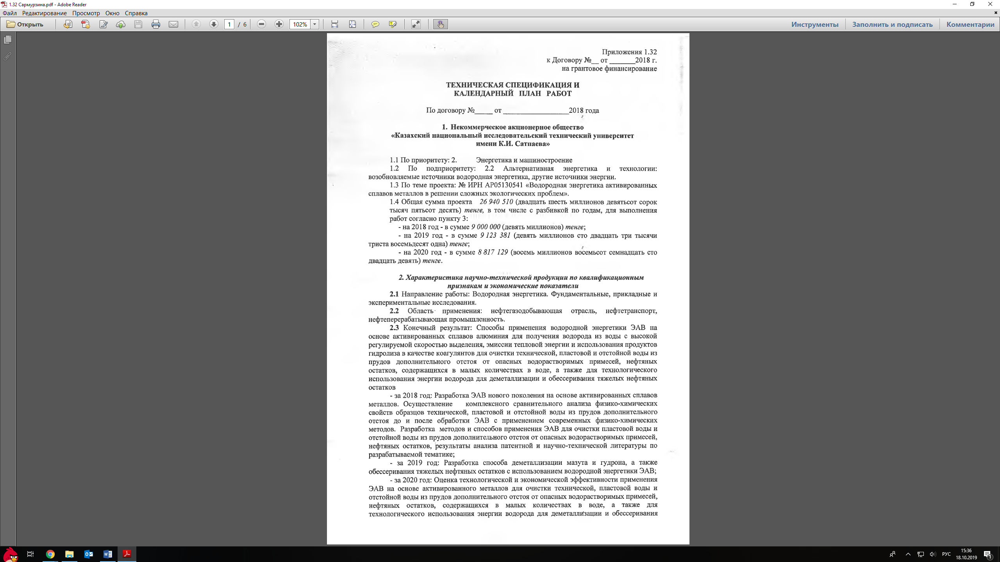 1.32 Сармурзина.pdf - Adobe Reader
Файл Редактирование Просмотр Окно Справка
Открыть 1 / 6 102% Инструменты Заполнить и подписать Комментарии
Приложения 1.32
к Договору №__ от _______2018 г.
на грантовое финансирование
ТЕХНИЧЕСКАЯ СПЕЦИФИКАЦИЯ И
КАЛЕНДАРНЫЙ ПЛАН РАБОТ
По договору №_____ от __________________2018 года
1. Некоммерческое акционерное общество
«Казахский национальный исследовательский технический университет
имени К.И. Сатпаева»
1.1 По приоритету: 2. Энергетика и машиностроение
1.2 По подприоритету: 2.2 Альтернативная энергетика и технологии:
возобновляемые источники водородная энергетика, другие источники энергии.
1.3 По теме проекта: № ИРН АР05130541 «Водородная энергетика активированных
сплавов металлов в решении сложных экологических проблем».
1.4 Общая сумма проекта 26 940 510 (двадцать шесть миллионов девятьсот сорок
тысяч пятьсот десять) тенге, в том числе с разбивкой по годам, для выполнения
работ согласно пункту 3:
- на 2018 год - в сумме 9 000 000 (девять миллионов) тенге;
- на 2019 год - в сумме 9 123 381 (девять миллионов сто двадцать три тысячи
триста восемьдесят одна) тенге;
- на 2020 год - в сумме 8 817 129 (восемь миллионов восемьсот семнадцать сто
двадцать девять) тенге.
2. Характеристика научно-технической продукции по квалификационным
признакам и экономические показатели
2.1 Направление работы: Водородная энергетика. Фундаментальные, прикладные и
экспериментальные исследования.
2.2 Область применения: нефтегазодобывающая отрасль, нефтетранспорт,
нефтеперерабатывающая промышленность.
2.3 Конечный результат: Способы применения водородной энергетики ЭАВ на
основе активированных сплавов алюминия для получения водорода из воды с высокой
регулируемой скоростью выделения, эмиссии тепловой энергии и использования продуктов
гидролиза в качестве коагулянтов для очистки технической, пластовой и отстойной воды из
прудов дополнительного отстоя от опасных водорастворимых примесей, нефтяных
остатков, содержащихся в малых количествах в воде, а также для технологического
использования энергии водорода для деметаллизации и обессеривания тяжелых нефтяных
остатков
- за 2018 год: Разработка ЭАВ нового поколения на основе активированных сплавов
металлов. Осуществление комплексного сравнительного анализа физико-химических
свойств образцов технической, пластовой и отстойной воды из прудов дополнительного
отстоя до и после обработки ЭАВ с применением современных физико-химических
методов. Разработка методов и способов применения ЭАВ для очистки пластовой воды и
отстойной воды из прудов дополнительного отстоя от опасных водорастворимых примесей,
нефтяных остатков, результаты анализа патентной и научно-технической литературы по
разрабатываемой тематике;
- за 2019 год: Разработка способа деметаллизации мазута и гудрона, а также
обессеривания тяжелых нефтяных остатков с использованием водородной энергетики ЭАВ;
- за 2020 год: Оценка технологической и экономической эффективности применения
ЭАВ на основе активированного металлов для очистки технической, пластовой воды и
отстойной воды из прудов дополнительного отстоя от опасных водорастворимых примесей,
нефтяных остатков, содержащихся в малых количествах в воде, а также для
технологического использования энергии водорода для деметаллизации и обессеривания
РУС 15:36
18.10.2019
1